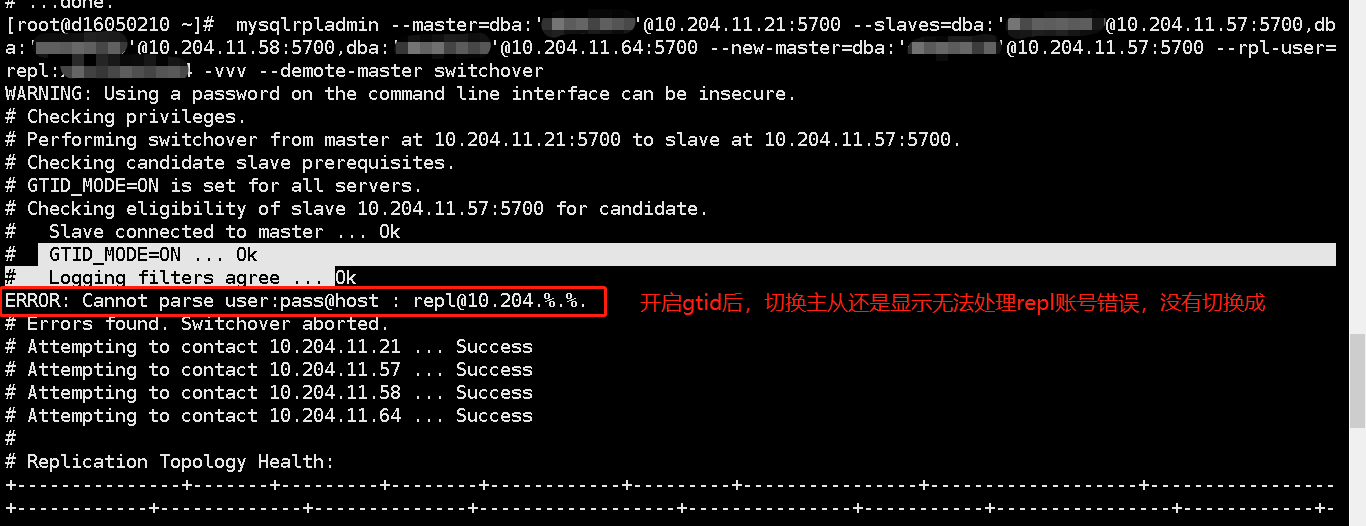 # ...done.
[root@d16050210 ~]# mysqlrpladmin --master=dba:' '@10.204.11.21:5700 --slaves=dba:' '@10.204.11.57:5700,db
a:' '@10.204.11.58:5700,dba:' '@10.204.11.64:5700 --new-master=dba:' '@10.204.11.57:5700 --rpl-user=
repl: -vvv --demote-master switchover
WARNING: Using a password on the command line interface can be insecure.
# Checking privileges.
# Performing switchover from master at 10.204.11.21:5700 to slave at 10.204.11.57:5700.
# Checking candidate slave prerequisites.
# GTID_MODE=ON is set for all servers.
# Checking eligibility of slave 10.204.11.57:5700 for candidate.
#   Slave connected to master ... Ok
#   GTID_MODE=ON ... Ok
#   Logging filters agree ... Ok
ERROR: Cannot parse user:pass@host : repl@10.204.%.%.
开启gtid后，切换主从还是显示无法处理repl账号错误，没有切换成
# Errors found. Switchover aborted.
# Attempting to contact 10.204.11.21 ... Success
# Attempting to contact 10.204.11.57 ... Success
# Attempting to contact 10.204.11.58 ... Success
# Attempting to contact 10.204.11.64 ... Success
#
# Replication Topology Health: